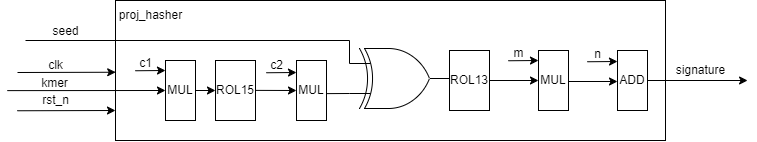 proj_hasher
seed
clk
kmer
rst_n
c1
MUL
ROL15
c2
MUL
ROL13
m
MUL
n
ADD
signature